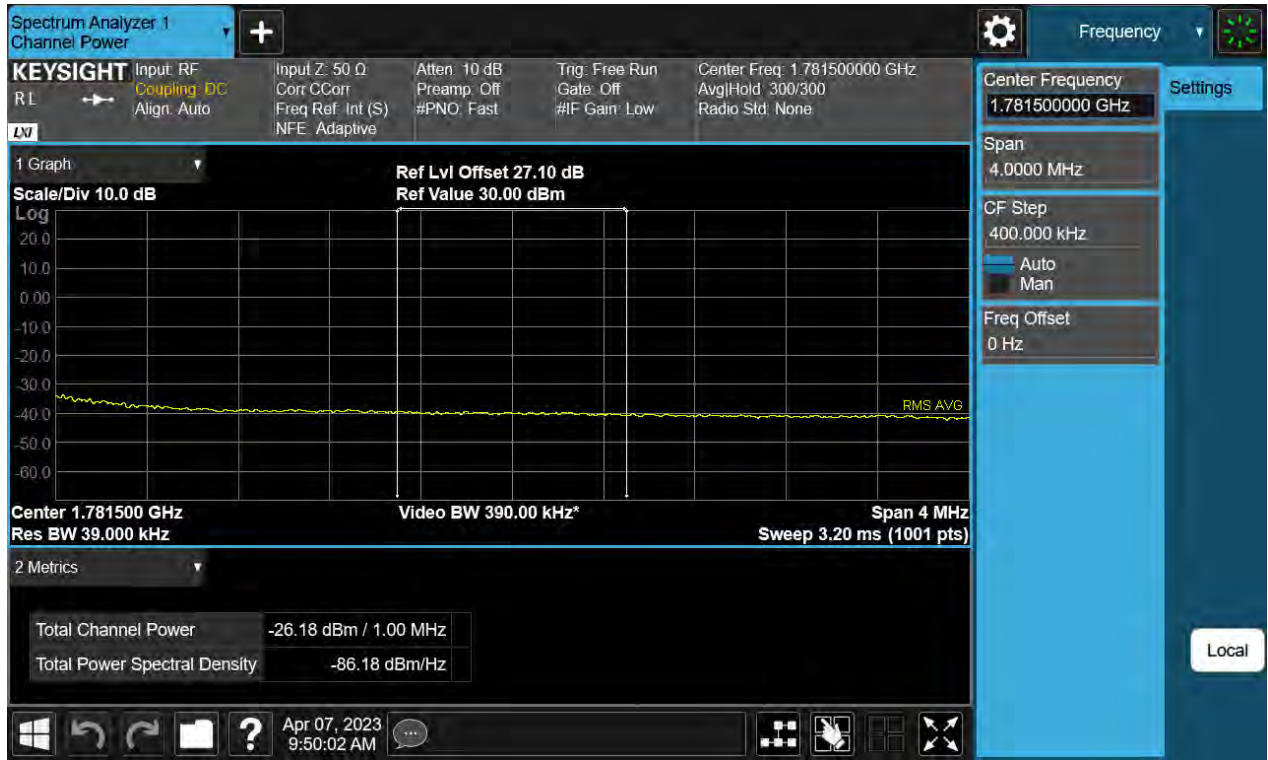 Spectrum Analyzer 1
Channel Power
+
Frequency
KEYSIGHT
RL
LXI
Input: RF
Coupling: DC
Align: Auto
Input Z: 50 Ω
Corr CCorr
Freq Ref: Int (S)
NFE: Adaptive
Atten: 10 dB
Preamp: Off
#PNO: Fast
Trig: Free Run
Gate: Off
#IF Gain: Low
Center Freq: 1.781500000 GHz
Avg|Hold: 300/300
Radio Std: None
Center Frequency
1.781500000 GHz
Settings
Span
4.0000 MHz
CF Step
400.000 kHz
Auto
Man
Freq Offset
0 Hz
Local
1 Graph
Scale/Div 10.0 dB
Ref Lvl Offset 27.10 dB
Ref Value 30.00 dBm
Log
20.0
10.0
0.00
-10.0
-20.0
-30.0
-40.0
-50.0
-60.0
RMS AVG
Center 1.781500 GHz
Res BW 39.000 kHz
Video BW 390.00 kHz*
Span 4 MHz
Sweep 3.20 ms (1001 pts)
2 Metrics
Total Channel Power -26.18 dBm / 1.00 MHz
Total Power Spectral Density -86.18 dBm/Hz
?
Apr 07, 2023
9:50:02 AM